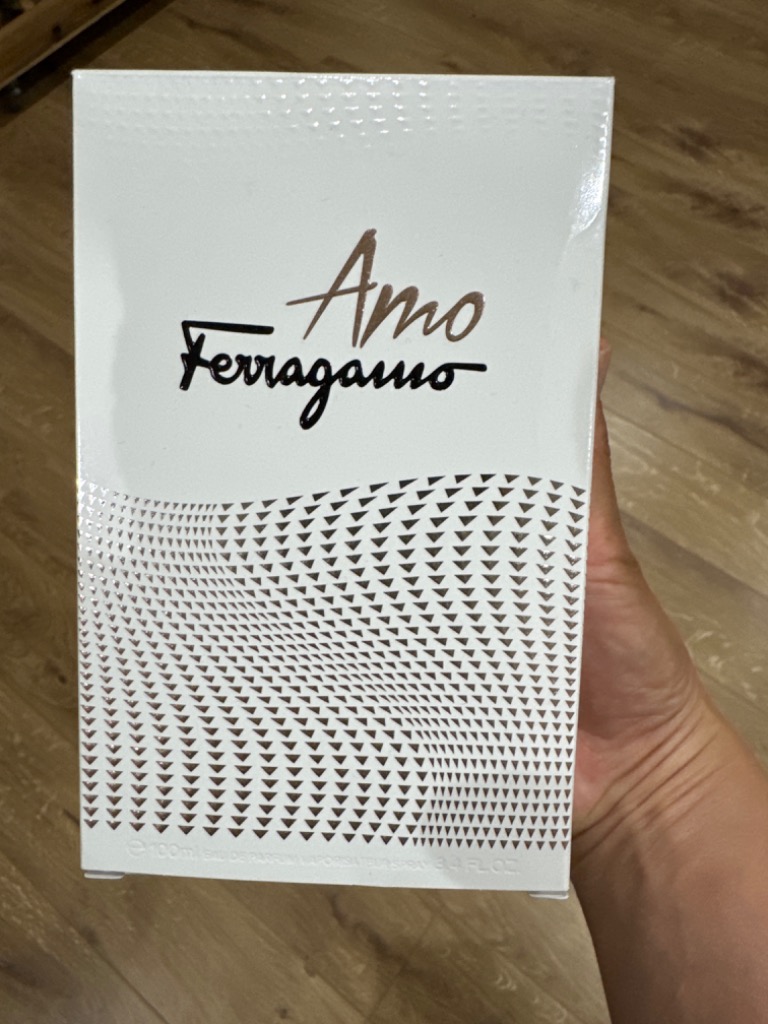 Amo
Ferragamo
e 100ml EAU DE PARFUM VAPORISATEUR SPRAY 3.4 FL.OZ.